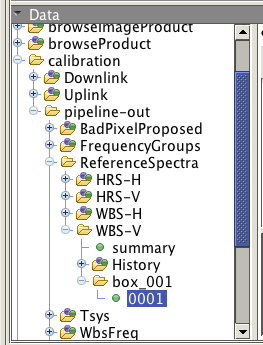 Data
browseImageProduct
browseProduct
calibration
Downlink
Uplink
pipeline-out
BadPixelProposed
FrequencyGroups
ReferenceSpectra
HRS-H
HRS-V
WBS-H
WBS-V
summary
History
box_001
0001
Tsys
WbsFreq